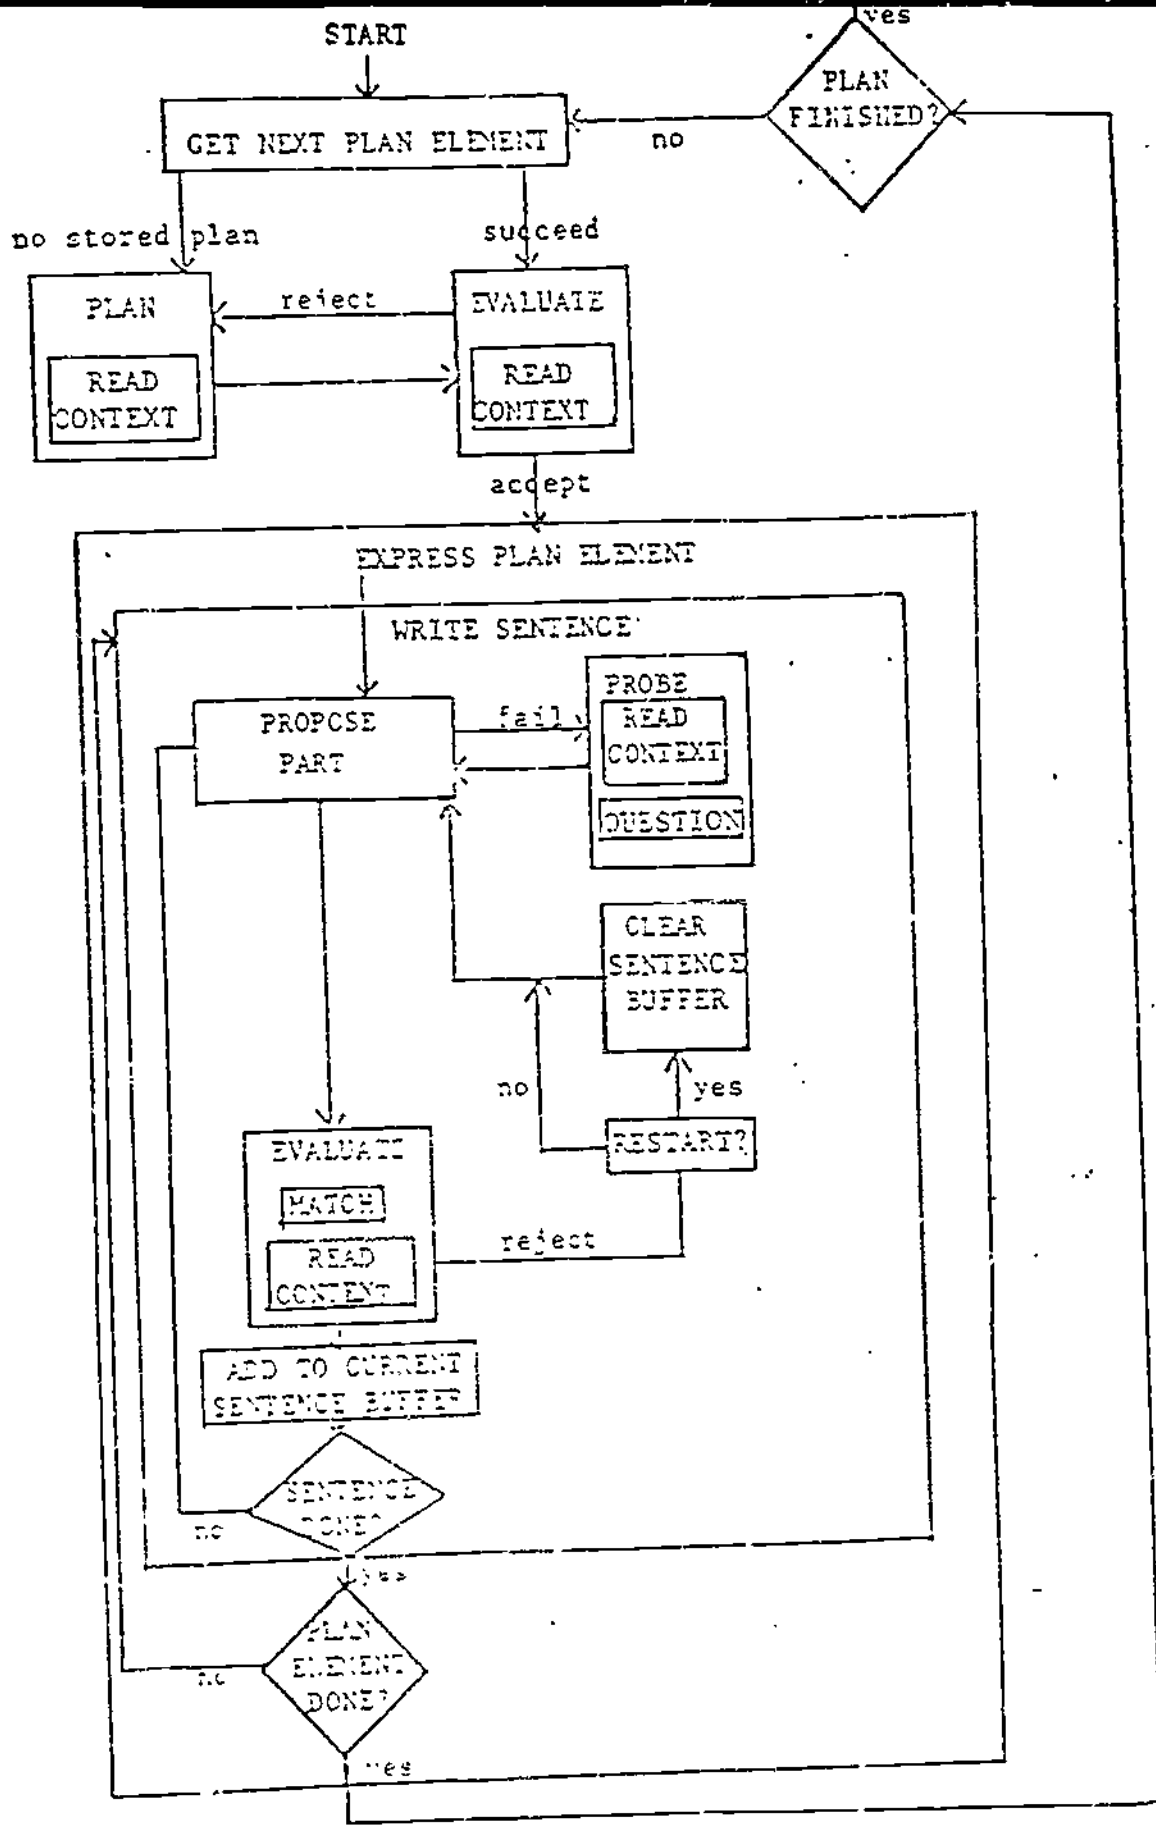 yes
START
PLAN
FINISHED?
GET NEXT PLAN ELEMENT
no
no stored plan
succeed
PLAN
reject
EVALUATE
READ
CONTEXT
READ
CONTEXT
accept
EXPRESS PLAN ELEMENT
WRITE SENTENCE
PROPOSE
PART
fail
PROBE
READ
CONTEXT
QUESTION
CLEAR
SENTENCE
BUFFER
no
yes
RESTART?
EVALUATE
MATCH
READ
CONTEXT
reject
ADD TO CURRENT
SENTENCE BUFFER
SENTENCE
DONE?
no
yes
PLAN
ELEMENT
DONE?
no
yes